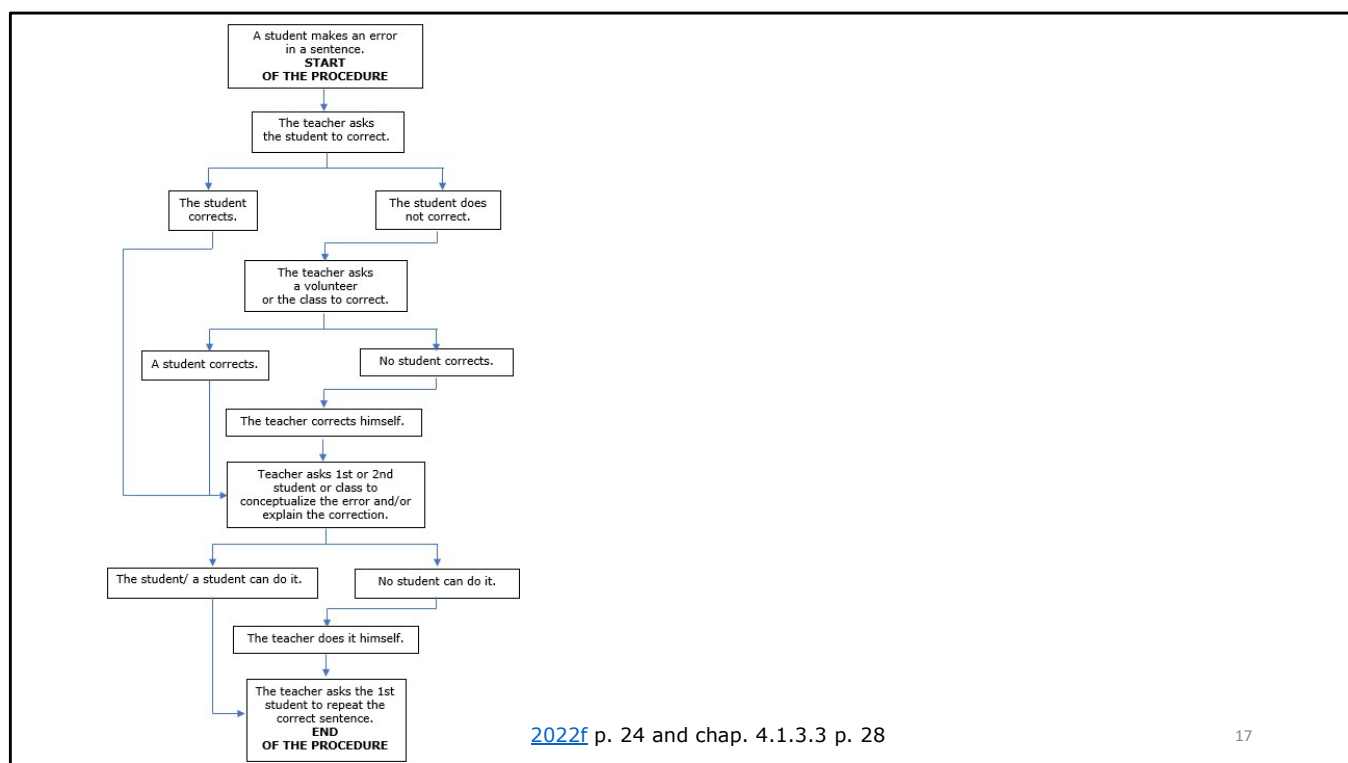 A student makes an error
in a sentence.
START
OF THE PROCEDURE
The teacher asks
the student to correct.
The student
corrects.
The student does
not correct.
The teacher asks
a volunteer
or the class to correct.
A student corrects.
No student corrects.
The teacher corrects himself.
Teacher asks 1st or 2nd
student or class to
conceptualize the error and/or
explain the correction.
The student/ a student can do it.
No student can do it.
The teacher does it himself.
The teacher asks the 1st
student to repeat the
correct sentence.
END
OF THE PROCEDURE
2022f p. 24 and chap. 4.1.3.3 p. 28
17